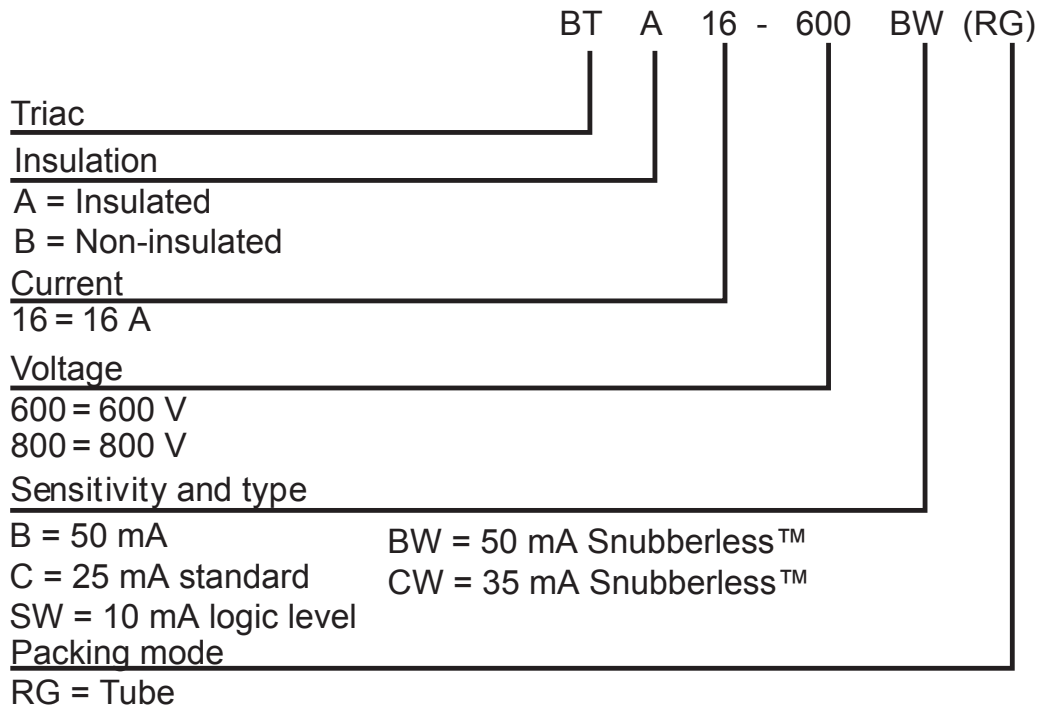 BT A 16 - 600 BW (RG)
Triac
Insulation
A = Insulated
B = Non-insulated
Current
16 = 16 A
Voltage
600 = 600 V
800 = 800 V
Sensitivity and type
B = 50 mA
C = 25 mA standard
SW = 10 mA logic level
BW = 50 mA Snubberless™
CW = 35 mA Snubberless™
Packing mode
RG = Tube